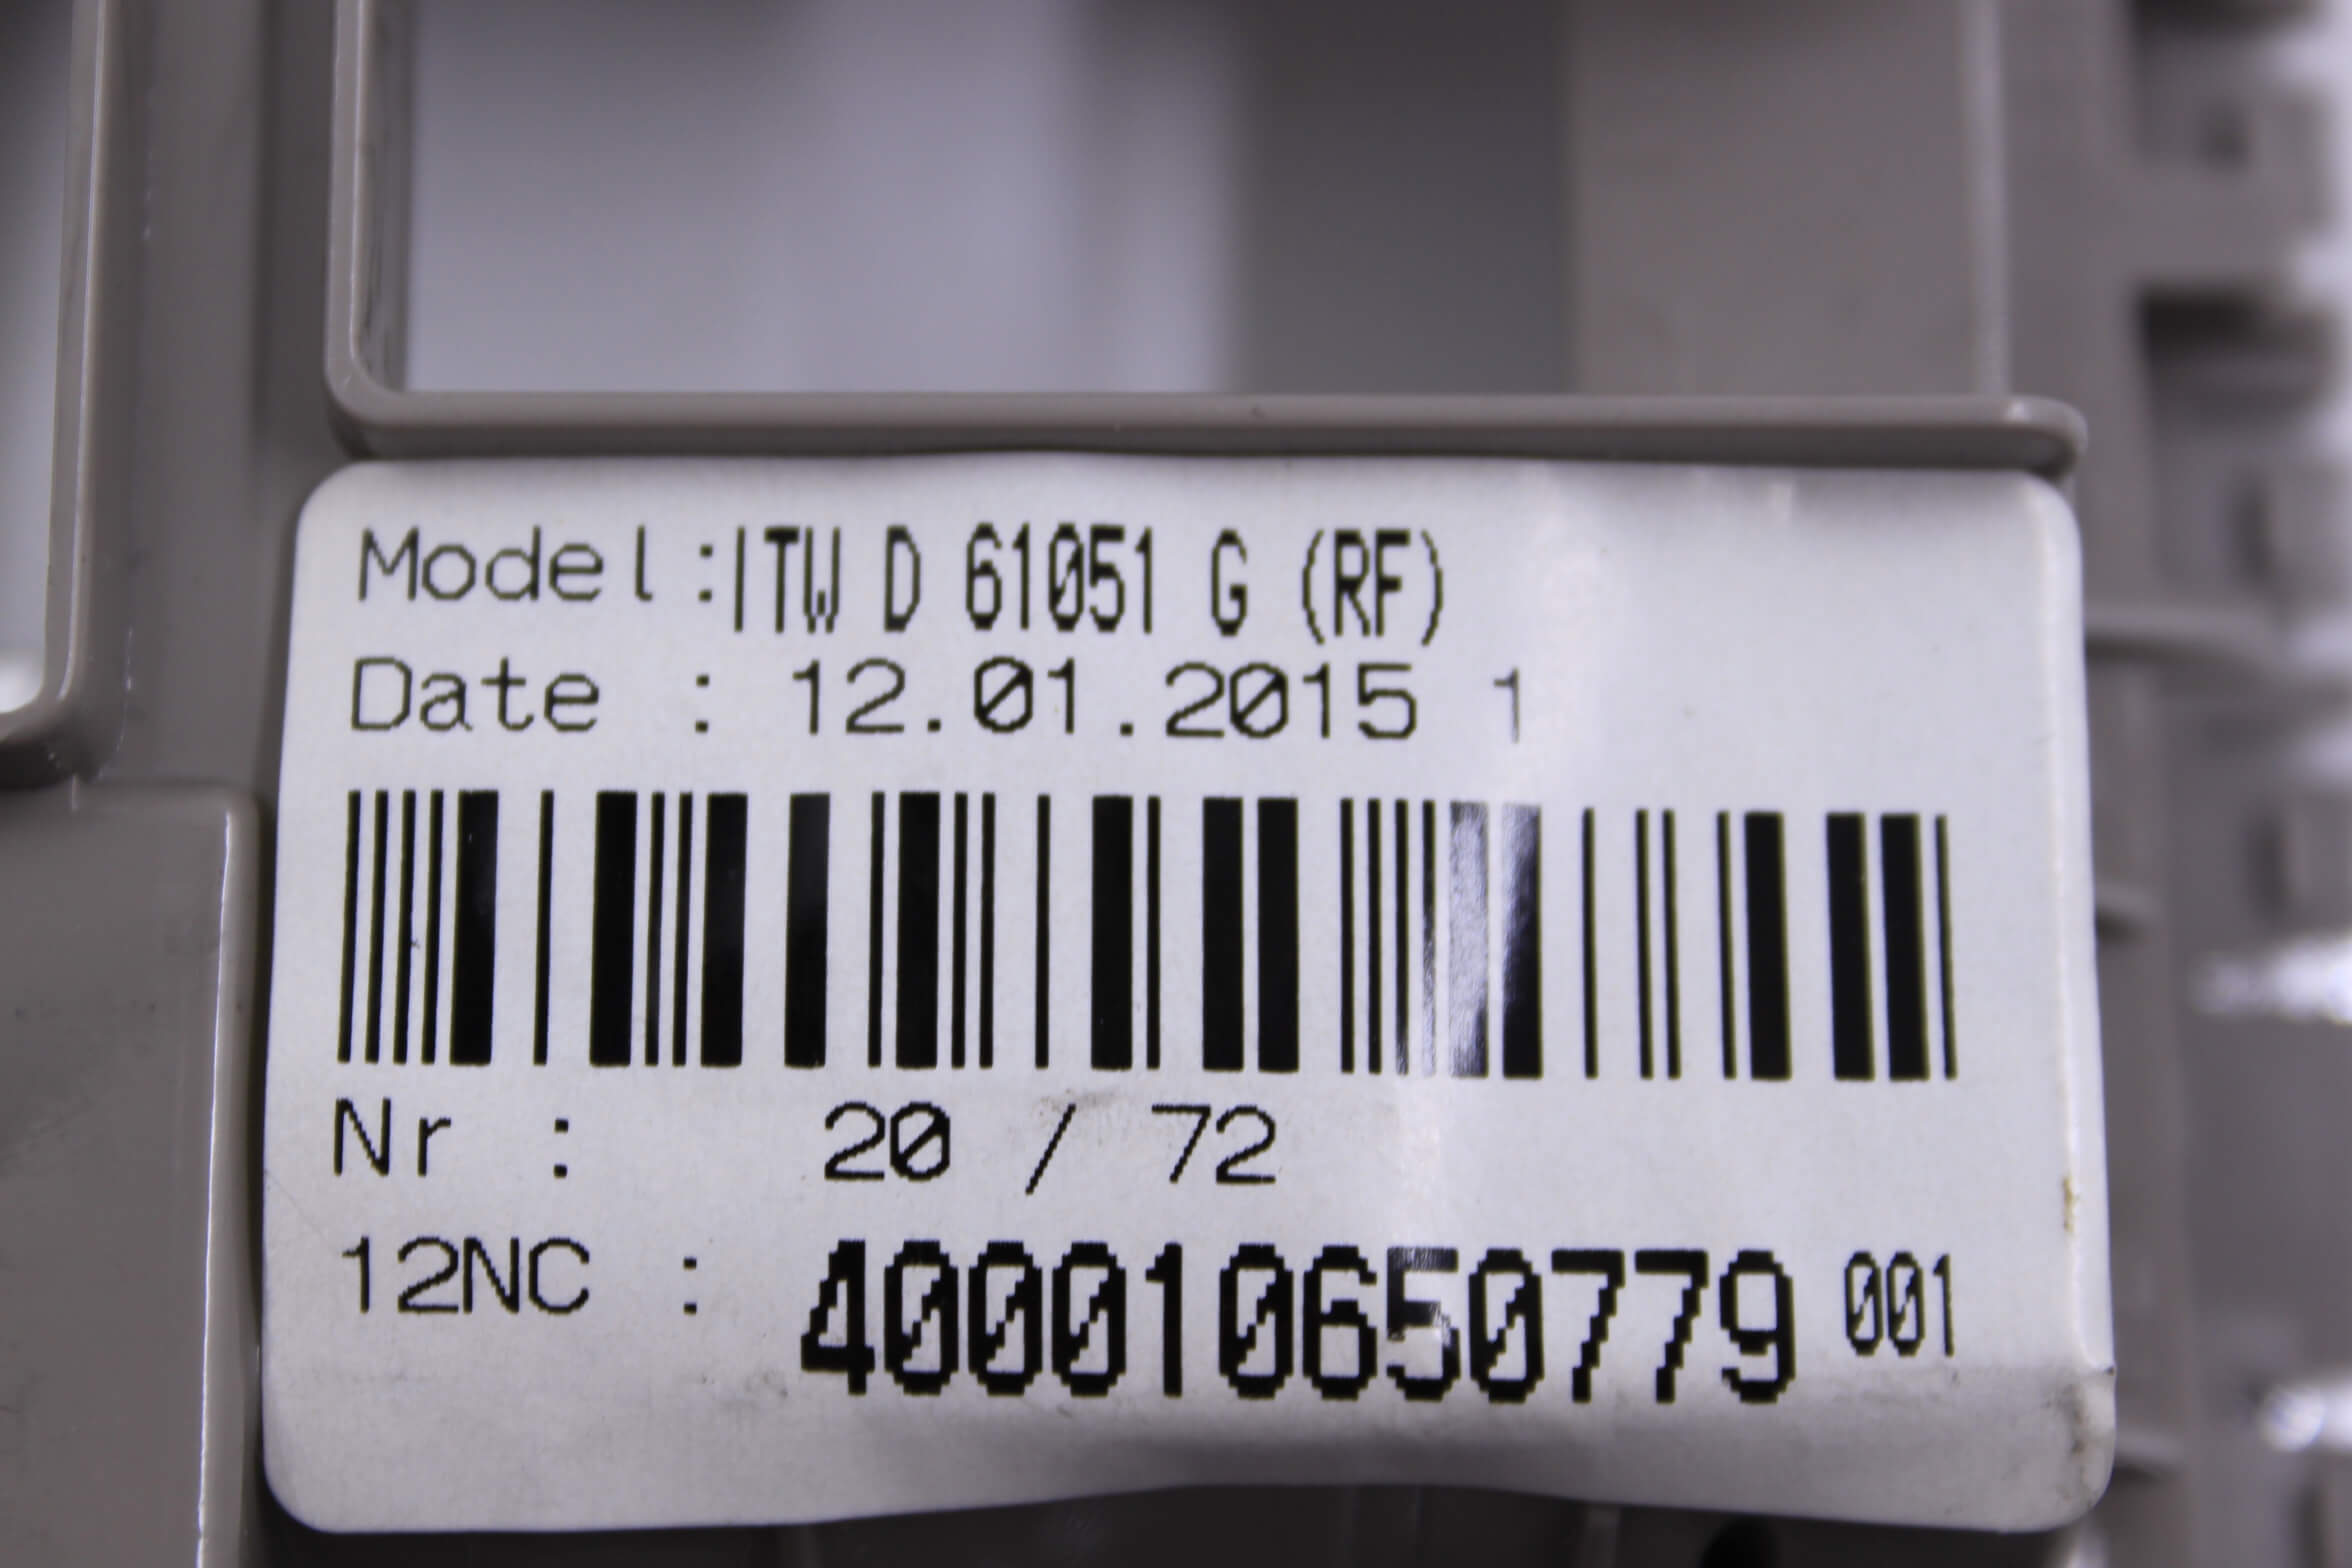 Model:ITW D 61051 G (RF)
Date : 12.01.2015 1
Nr : 20 / 72
12NC : 400010650779 001